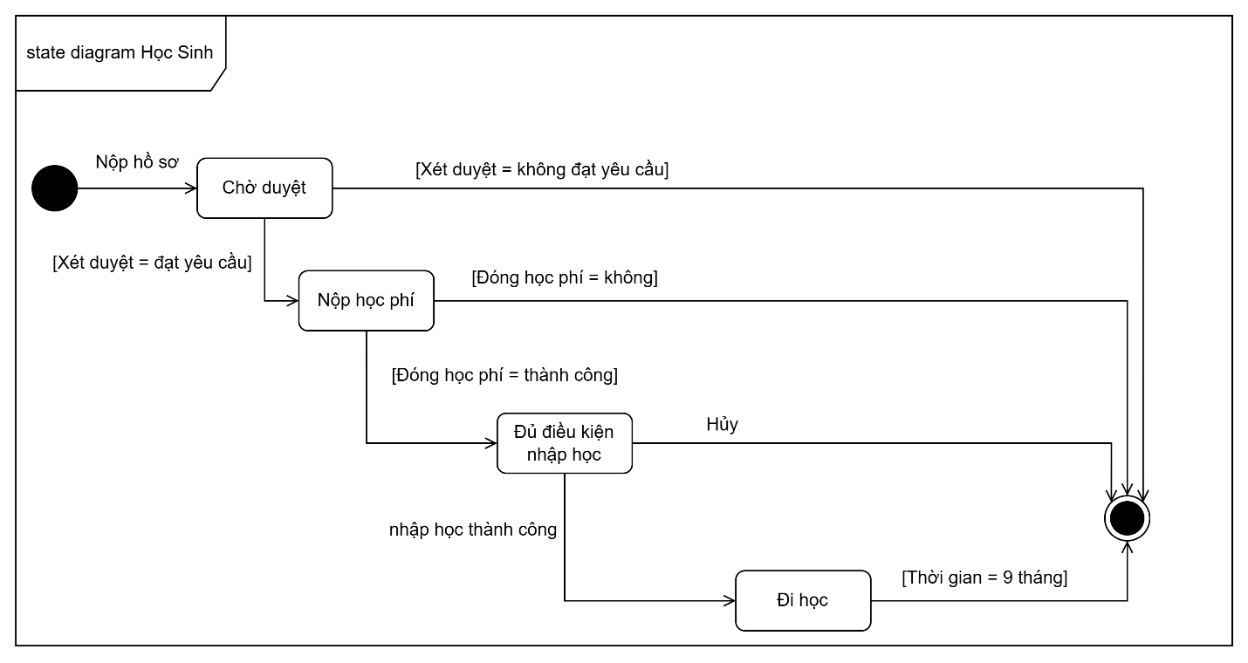 state diagram Học Sinh
Nộp hồ sơ
Chờ duyệt
[Xét duyệt = không đạt yêu cầu]
[Xét duyệt = đạt yêu cầu]
Nộp học phí
[Đóng học phí = không]
[Đóng học phí = thành công]
Đủ điều kiện
nhập học
Hủy
nhập học thành công
Đi học
[Thời gian = 9 tháng]